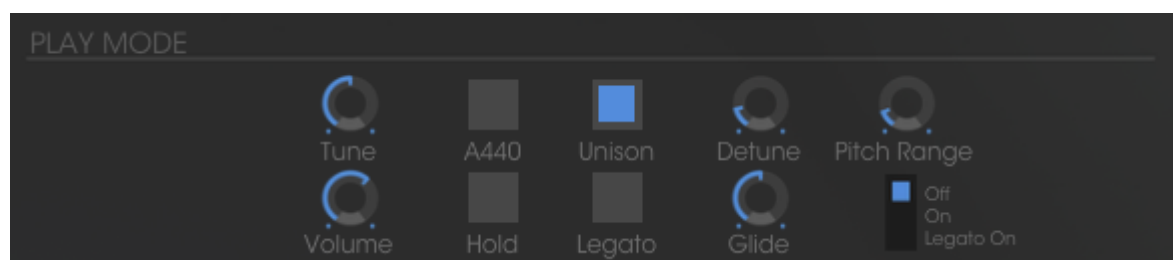 PLAY MODE
Tune A440 Unison Detune Pitch Range
Volume Hold Legato Glide
Off
On
Legato On